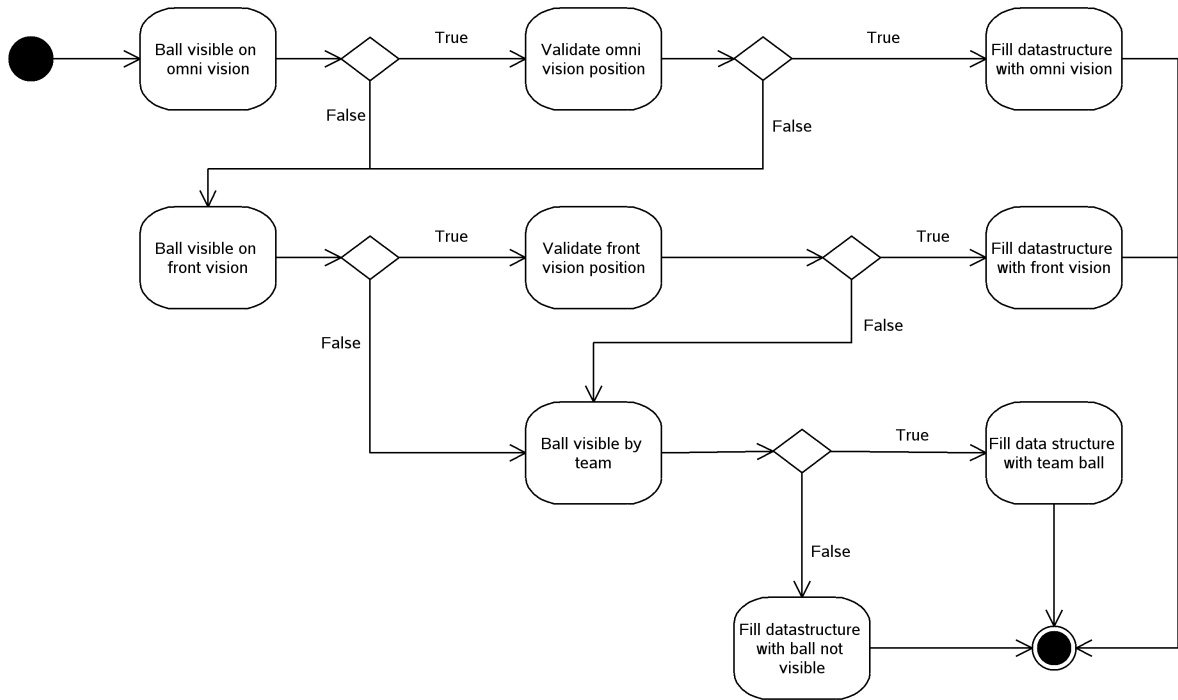 Ball visible on
omni vision
True
Validate omni
vision position
True
Fill datastructure
with omni vision
False
False
Ball visible on
front vision
True
Validate front
vision position
True
Fill datastructure
with front vision
False
False
Ball visible by
team
True
Fill data structure
with team ball
False
Fill datastructure
with ball not
visible